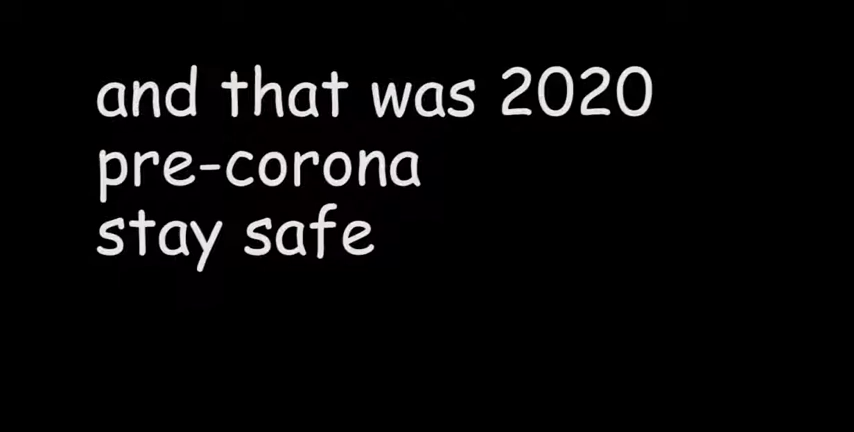 and that was 2020
pre-corona
stay safe